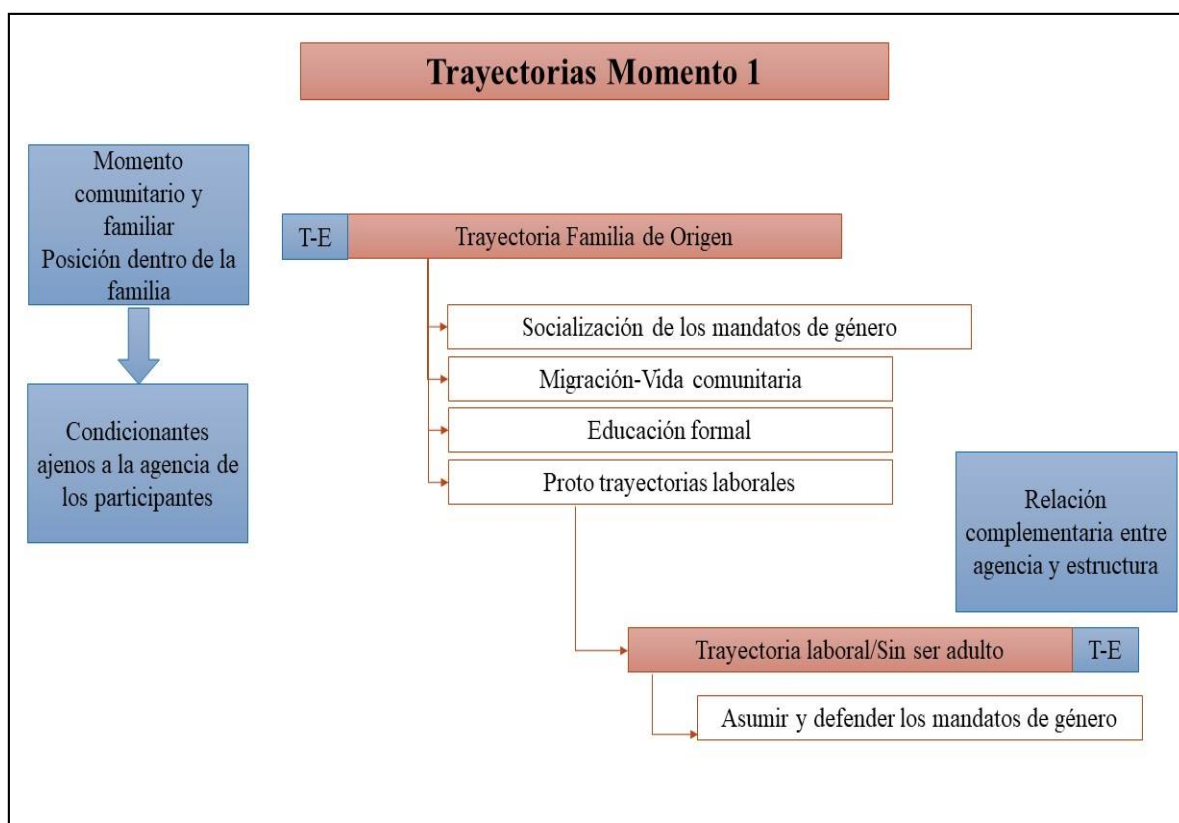 Trayectorias Momento 1
Momento
comunitario y
familiar
Posición dentro de la
familia
T-E
Trayectoria Familia de Origen
Socialización de los mandatos de género
Migración-Vida comunitaria
Condicionantes
ajenos a la agencia de
los participantes
Educación formal
Proto trayectorias laborales
Relación
complementaria entre
agencia y estructura
Trayectoria laboral/Sin ser adulto
T-E
Asumir y defender los mandatos de género